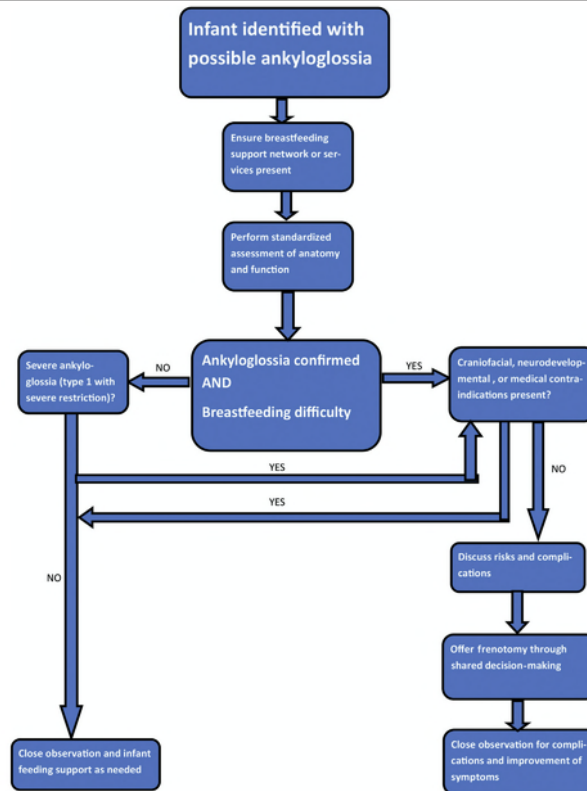 Infant identified with
possible ankyloglossia
Ensure breastfeeding
support network or ser-
vices present
Perform standardized
assessment of anatomy
and function
Severe ankylo-
glossia (type 1 with
severe restriction)?
NO
Ankyloglossia confirmed
AND
Breastfeeding difficulty
YES
Craniofacial, neurodevelop-
mental , or medical contra-
indications present?
YES
NO
YES
NO
Discuss risks and compli-
cations
Offer frenotomy through
shared decision-making
Close observation and infant
feeding support as needed
Close observation for compli-
cations and improvement of
symptoms